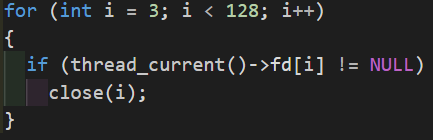 for (int i = 3; i < 128; i++)
{
  if (thread_current()->fd[i] != NULL)
    close(i);
}